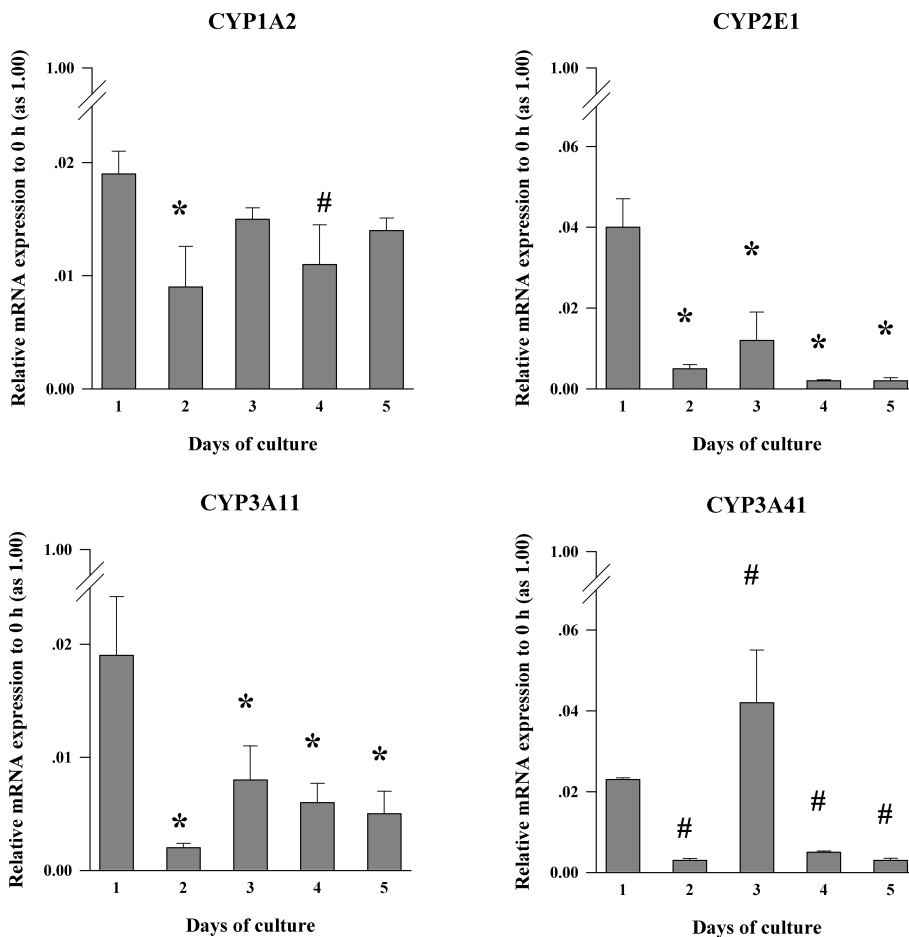 CYP1A2
Relative mRNA expression to 0 h (as 1.00)
1.00
.02
.01
0.00
*
#
1 2 3 4 5
Days of culture
CYP2E1
Relative mRNA expression to 0 h (as 1.00)
1.00
.06
.04
.02
0.00
* * * *
1 2 3 4 5
Days of culture
CYP3A11
Relative mRNA expression to 0 h (as 1.00)
1.00
.02
.01
0.00
* * * *
1 2 3 4 5
Days of culture
CYP3A41
Relative mRNA expression to 0 h (as 1.00)
1.00
.06
.04
.02
0.00
# # # #
1 2 3 4 5
Days of culture